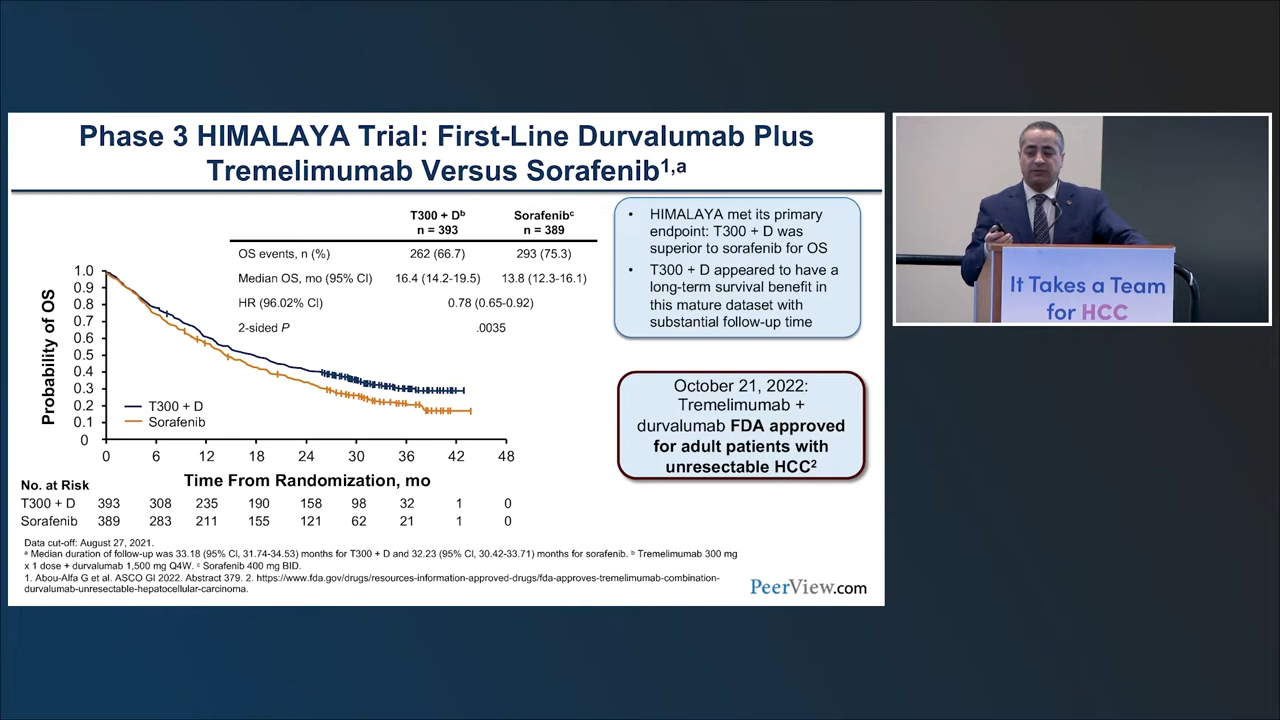 Phase 3 HIMALAYA Trial: First-Line Durvalumab Plus
Tremelimumab Versus Sorafenib1,a
T300 + Db
n = 393
Sorafenibc
n = 389
OS events, n (%) 262 (66.7) 293 (75.3)
Median OS, mo (95% CI) 16.4 (14.2-19.5) 13.8 (12.3-16.1)
HR (96.02% CI) 0.78 (0.65-0.92)
2-sided P .0035
Probability of OS
1.0
0.9
0.8
0.7
0.6
0.5
0.4
0.3
0.2
0.1
0
T300 + D
Sorafenib
0 6 12 18 24 30 36 42 48
Time From Randomization, mo
No. at Risk
T300 + D 393 308 235 190 158 98 32 1 0
Sorafenib 389 283 211 155 121 62 21 1 0
• HIMALAYA met its primary
endpoint: T300 + D was
superior to sorafenib for OS
• T300 + D appeared to have a
long-term survival benefit in
this mature dataset with
substantial follow-up time
October 21, 2022:
Tremelimumab +
durvalumab FDA approved
for adult patients with
unresectable HCC2
Data cut-off: August 27, 2021.
a Median duration of follow-up was 33.18 (95% CI, 31.74-34.53) months for T300 + D and 32.23 (95% CI, 30.42-33.71) months for sorafenib. b Tremelimumab 300 mg
x 1 dose + durvalumab 1,500 mg Q4W. c Sorafenib 400 mg BID.
1. Abou-Alfa G et al. ASCO GI 2022. Abstract 379. 2. https://www.fda.gov/drugs/resources-information-approved-drugs/fda-approves-tremelimumab-combination-
durvalumab-unresectable-hepatocellular-carcinoma.
PeerView.com
It Takes a Team
for HCC